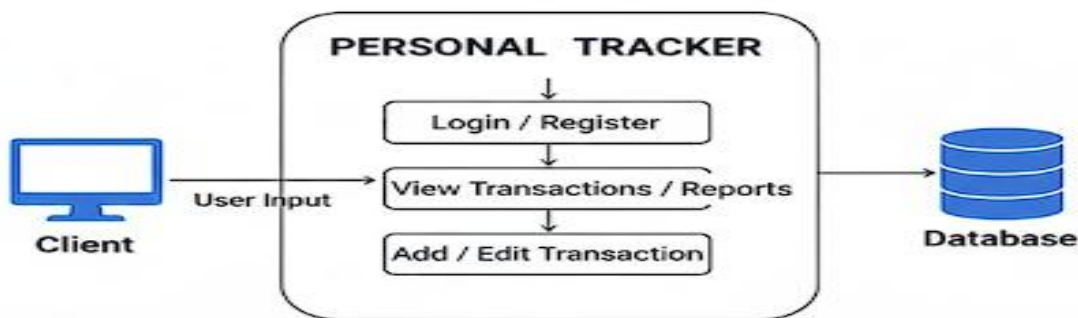 PERSONAL TRACKER
Login / Register
View Transactions / Reports
User Input
Add / Edit Transaction
Client
Database